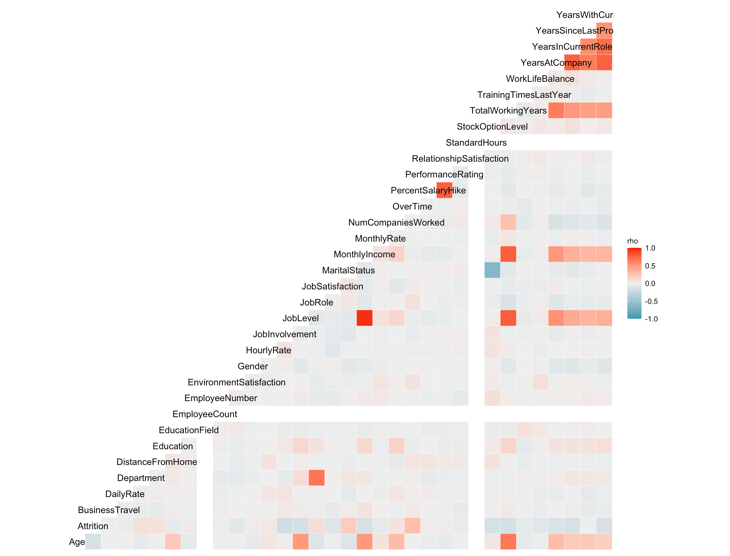 YearsWithCurr
YearsSinceLastPro
YearsInCurrentRole
YearsAtCompany
WorkLifeBalance
TrainingTimesLastYear
TotalWorkingYears
StockOptionLevel
StandardHours
RelationshipSatisfaction
PerformanceRating
PercentSalaryHike
OverTime
NumCompaniesWorked
MonthlyRate
MonthlyIncome
MaritalStatus
JobSatisfaction
JobRole
JobLevel
JobInvolvement
HourlyRate
Gender
EnvironmentSatisfaction
EmployeeNumber
EmployeeCount
EducationField
Education
DistanceFromHome
Department
DailyRate
BusinessTravel
Attrition
Age
rho
1.0
0.5
0.0
-0.5
-1.0